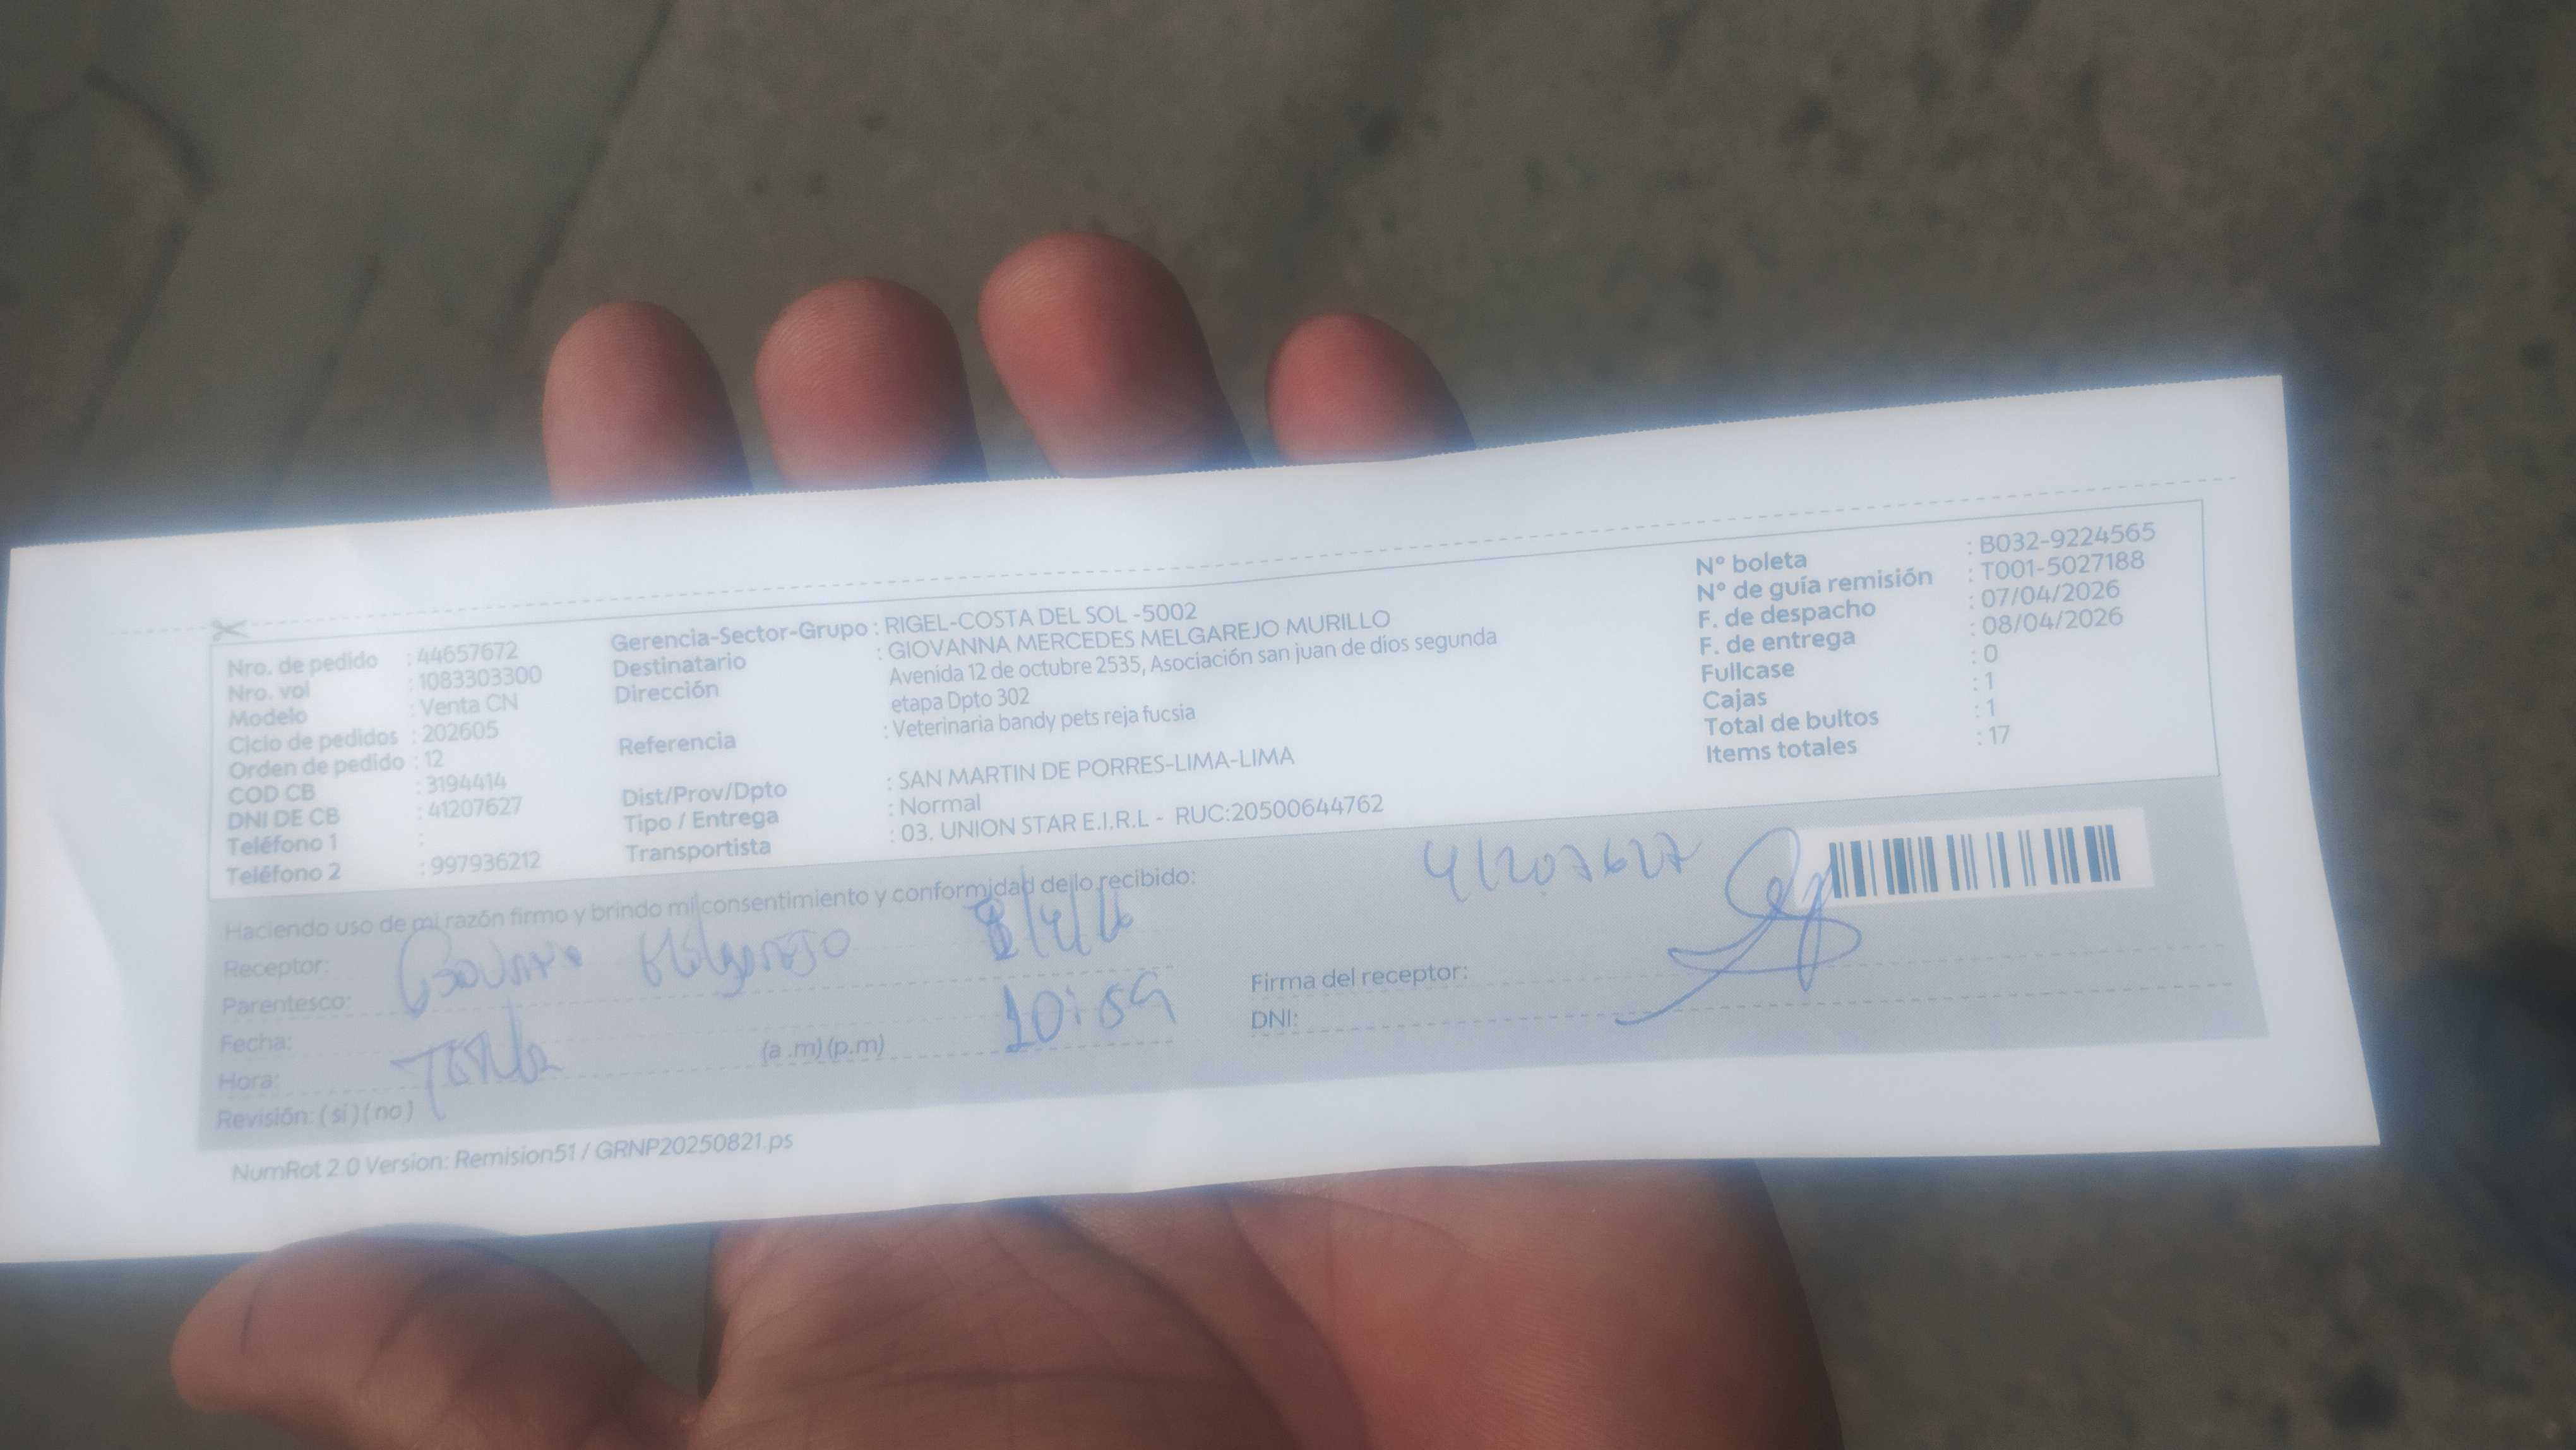 Nro. de pedido : 44657672
Nro. vol : 1083303300
Modelo : Venta CN
Ciclo de pedidos : 202605
Orden de pedido : 12
COD CB : 3194414
DNI DE CB : 41207627
Teléfono 1 :
Teléfono 2 : 997936212
Gerencia-Sector-Grupo : RIGEL-COSTA DEL SOL -5002
Destinatario : GIOVANNA MERCEDES MELGAREJO MURILLO
Dirección Avenida 12 de octubre 2535, Asociación san juan de dios segunda
etapa Dpto 302
Referencia : Veterinaria bandy pets reja fucsia
Dist/Prov/Dpto : SAN MARTIN DE PORRES-LIMA-LIMA
Tipo / Entrega : Normal
Transportista : 03. UNION STAR E.I.R.L - RUC:20500644762
N° boleta : B032-9224565
N° de guía remisión : T001-5027188
F. de despacho : 07/04/2026
F. de entrega : 08/04/2026
Fullcase : 0
Cajas : 1
Total de bultos : 1
Items totales : 17
Haciendo uso de mi razón firmo y brindo mi consentimiento y conformidad de lo recibido:
Receptor: Melgarejo 8/4/26
Parentesco:
Fecha:
Hora: (a .m) (p.m) 10:59
Revisión: (si) (no)
41207627
Firma del receptor:
DNI:
NumRot 2.0 Version: Remision51 / GRNP20250821.ps